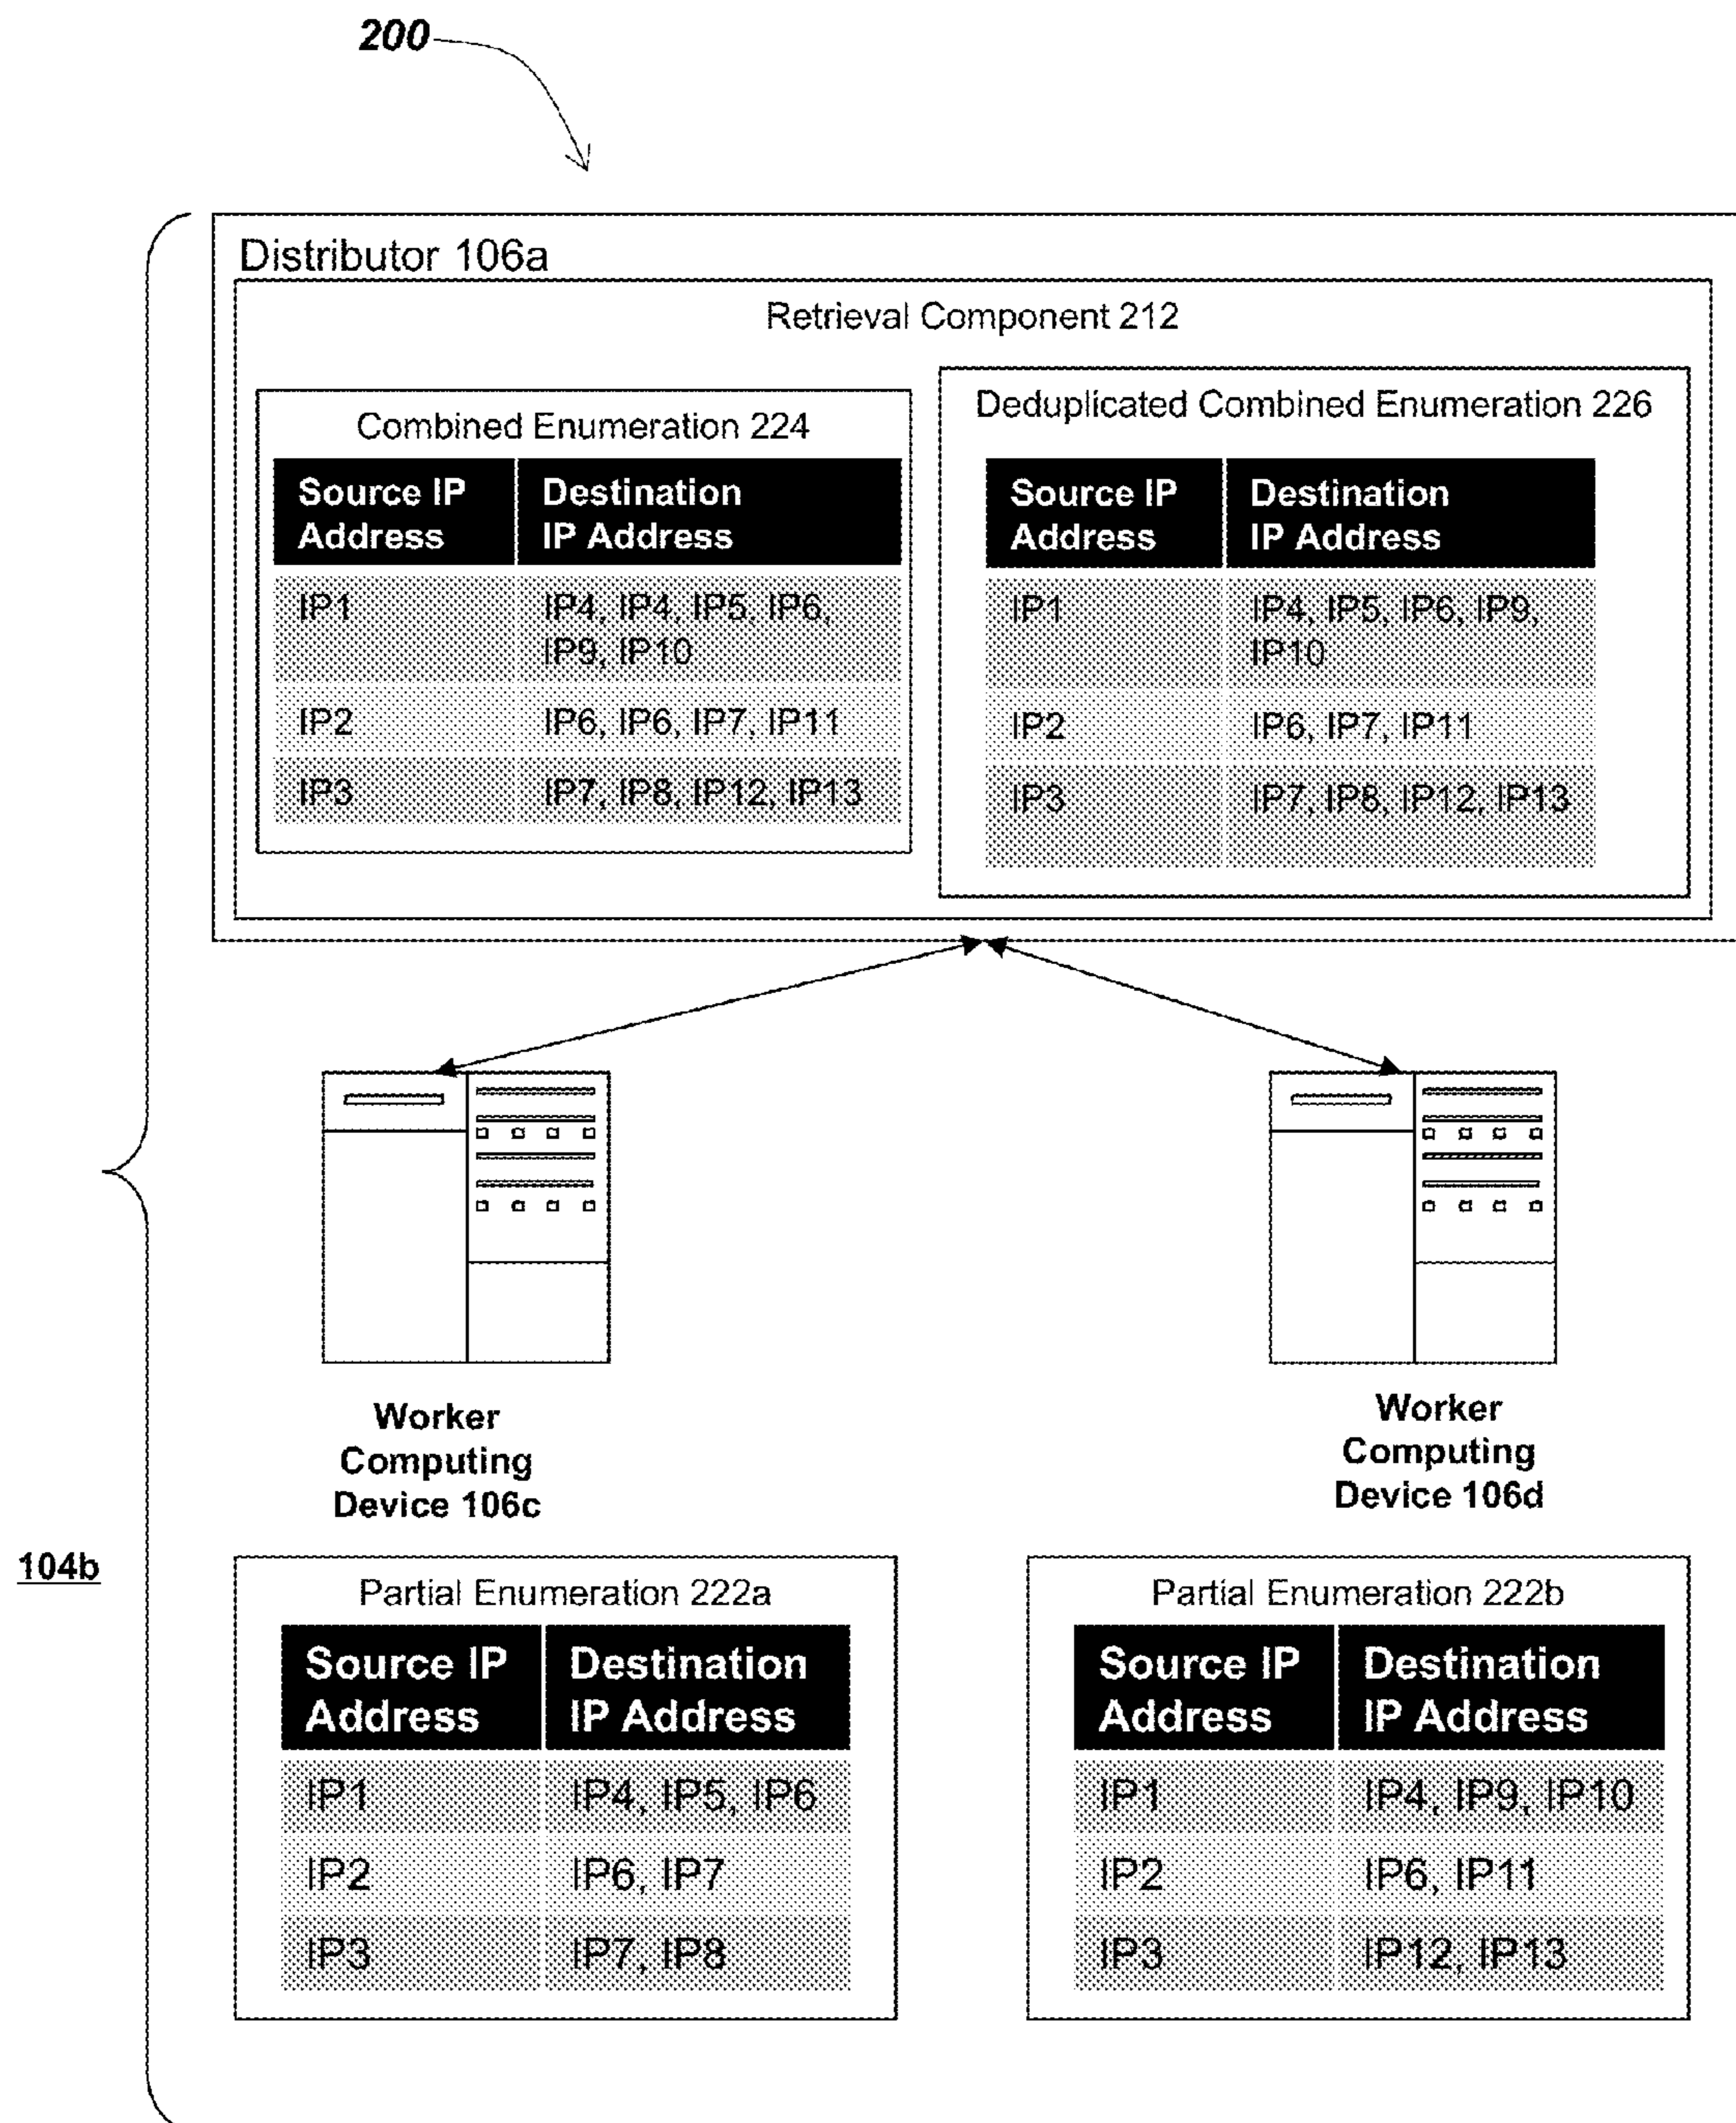 200
Distributor 106a
Retrieval Component 212
Combined Enumeration 224
Source IP Address
Destination IP Address
IP1
IP4, IP4, IP5, IP6,
IP9, IP10
IP2
IP6, IP6, IP7, IP11
IP3
IP7, IP8, IP12, IP13
Deduplicated Combined Enumeration 226
Source IP Address
Destination IP Address
IP1
IP4, IP5, IP6, IP9,
IP10
IP2
IP6, IP7, IP11
IP3
IP7, IP8, IP12, IP13
Worker
Computing
Device 106c
Worker
Computing
Device 106d
104b
Partial Enumeration 222a
Source IP Address
Destination IP Address
IP1
IP4, IP5, IP6
IP2
IP6, IP7
IP3
IP7, IP8
Partial Enumeration 222b
Source IP Address
Destination IP Address
IP1
IP4, IP9, IP10
IP2
IP6, IP11
IP3
IP12, IP13